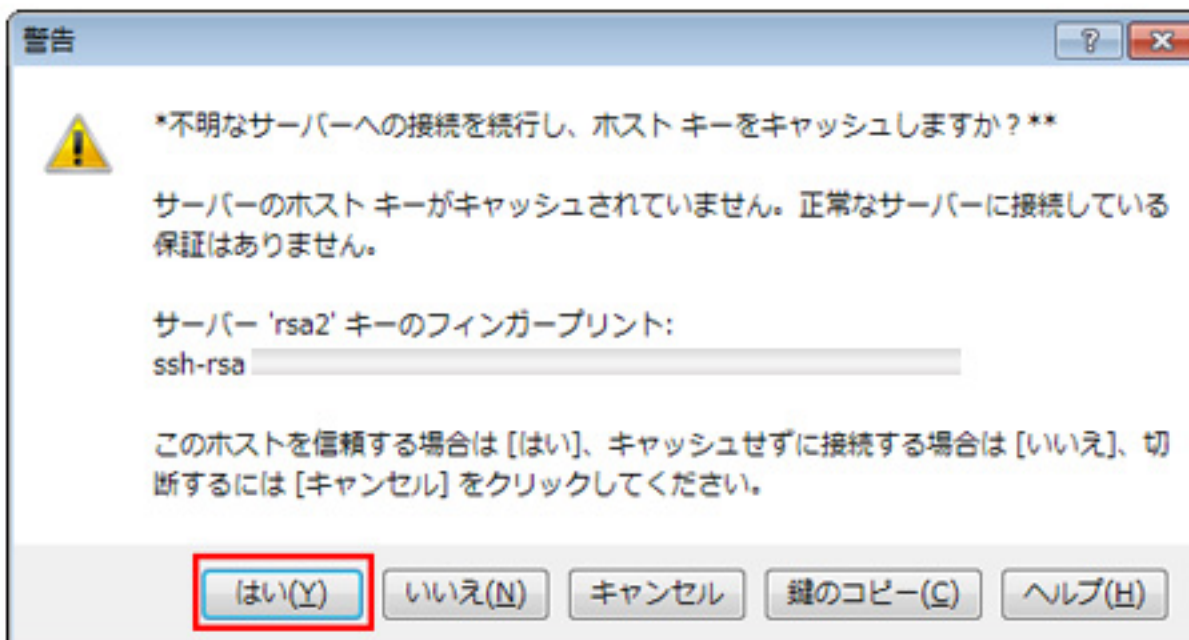 警告
*不明なサーバーへの接続を続行し、ホスト キーをキャッシュしますか？**
サーバーのホスト キーがキャッシュされていません。正常なサーバーに接続している
保証はありません。
サーバー 'rsa2' キーのフィンガープリント:
ssh-rsa
このホストを信頼する場合は [はい]、キャッシュせずに接続する場合は [いいえ]、切
断するには [キャンセル] をクリックしてください。
はい(Y) いいえ(N) キャンセル 鍵のコピー(C) ヘルプ(H)